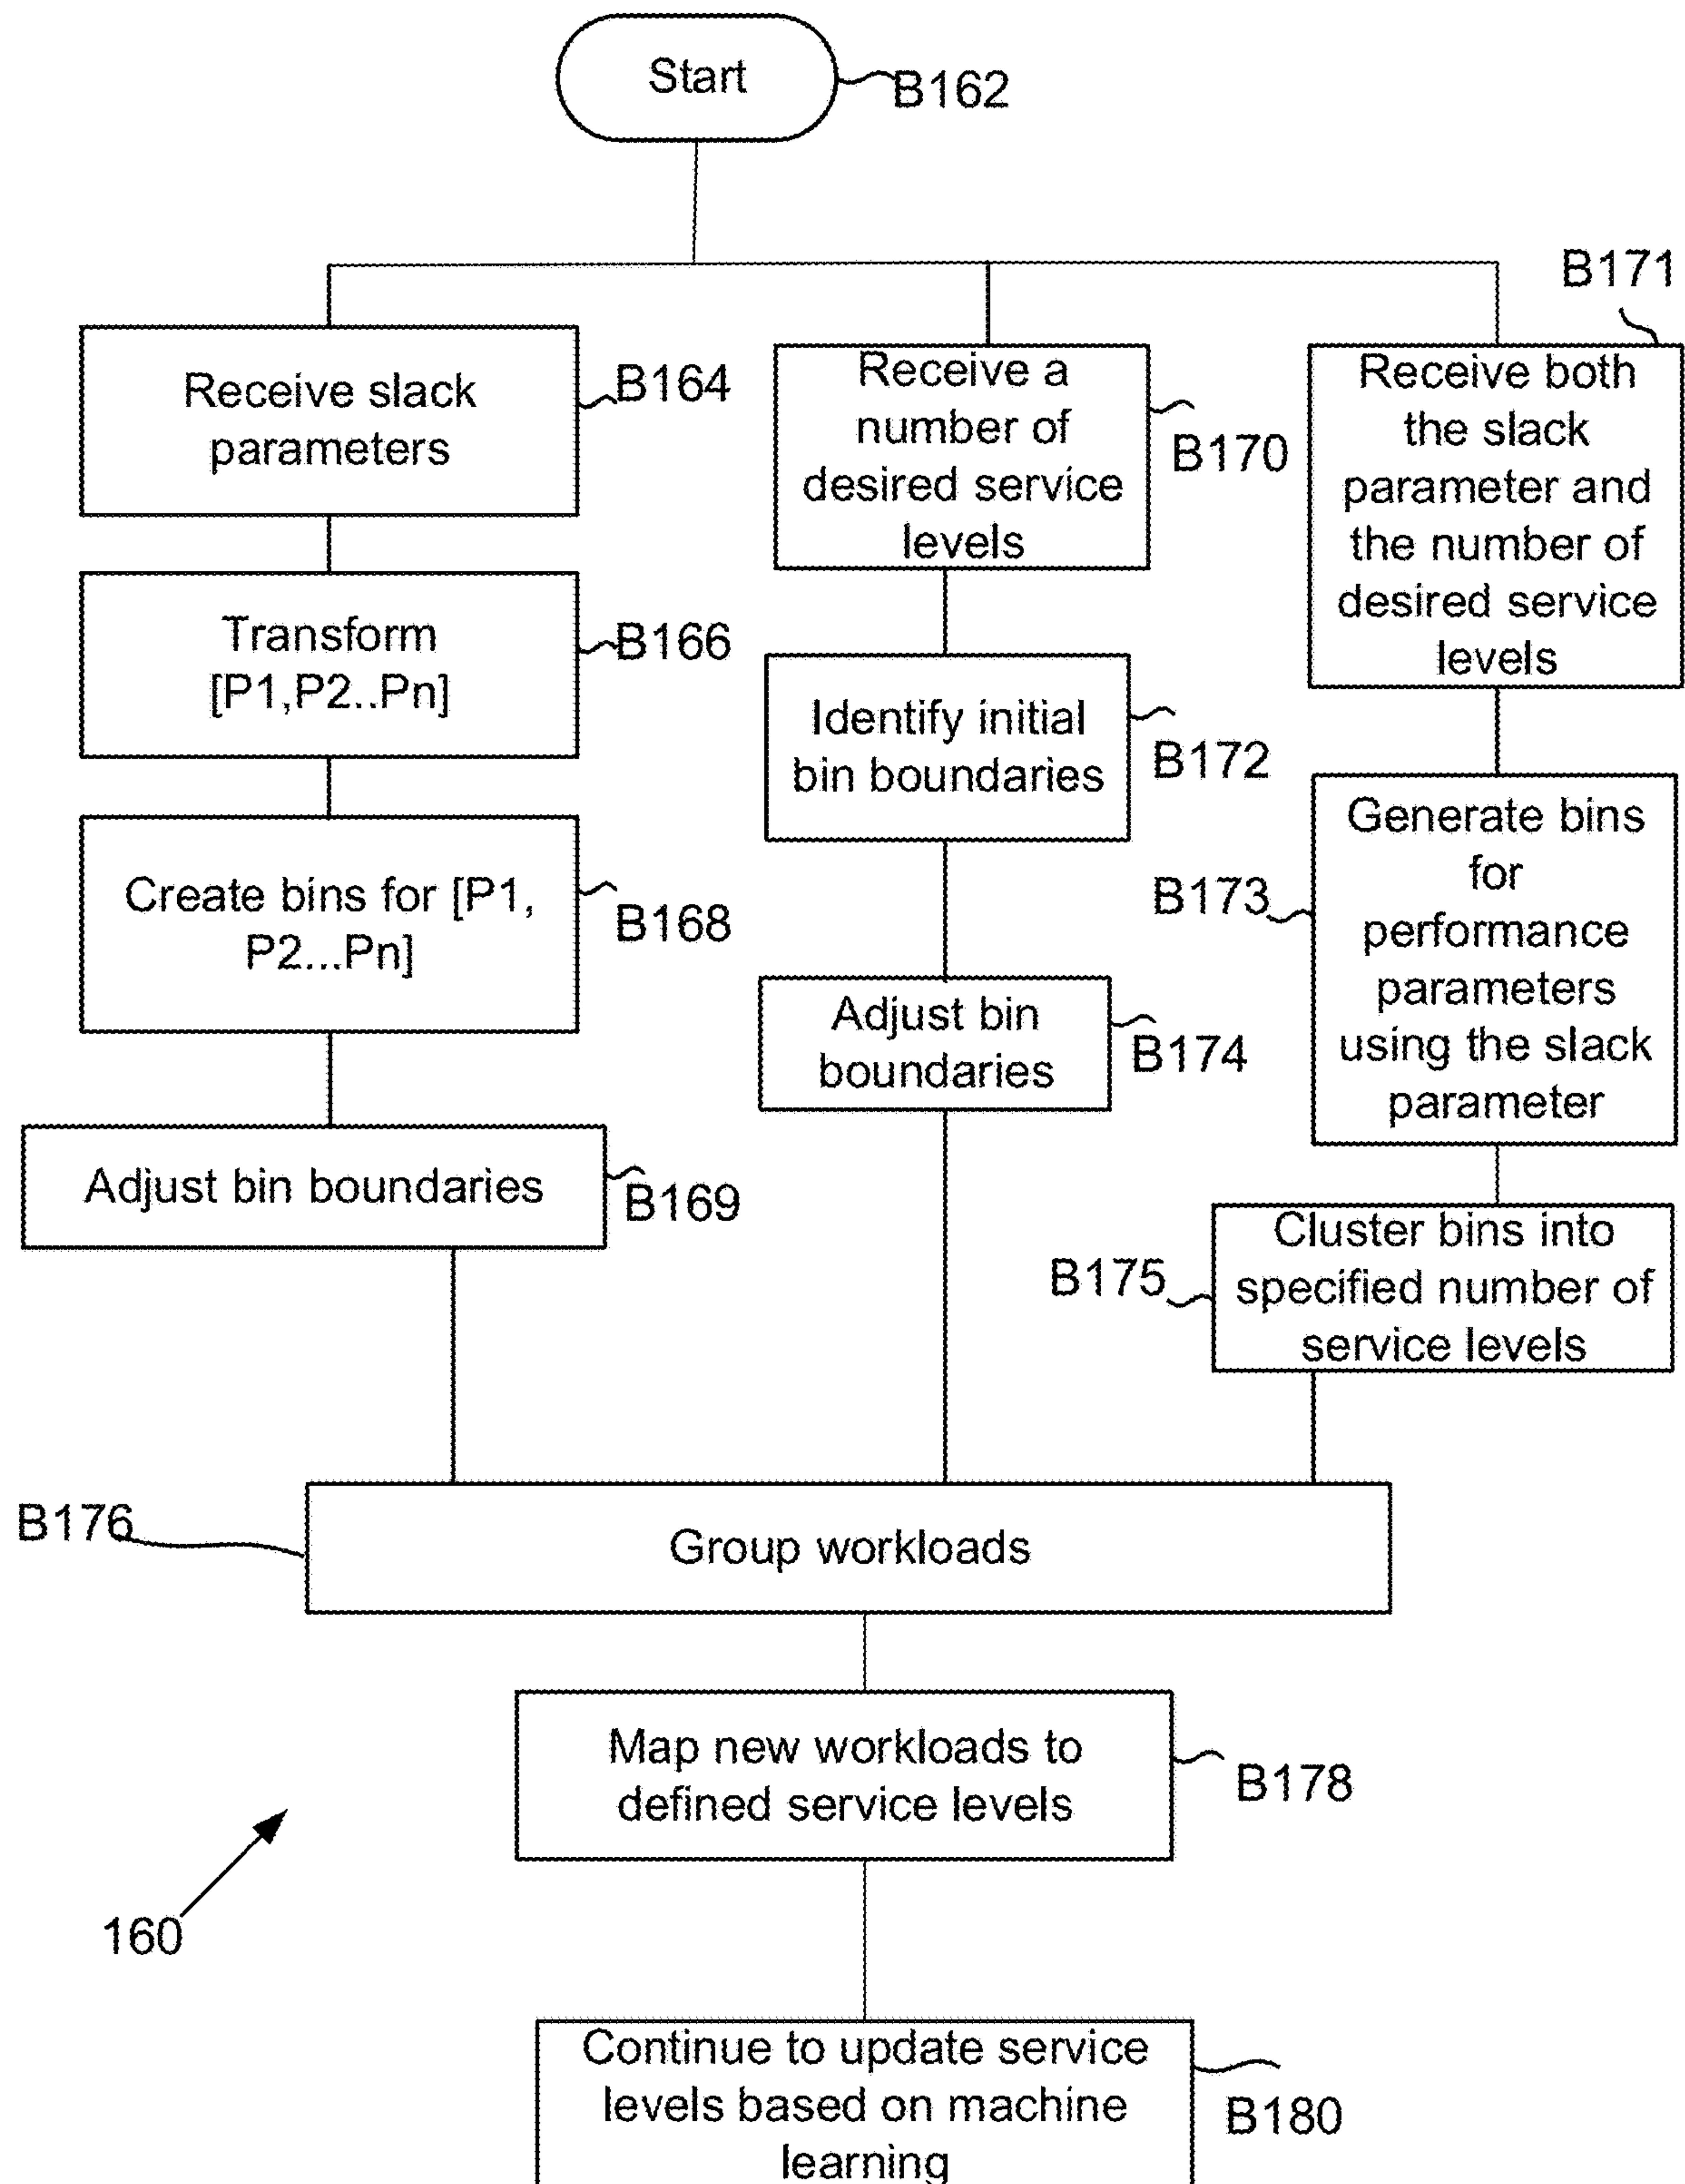 Start
B162
B171
Receive slack
parameters
B164
Receive a
number of
desired service
levels
B170
Receive both
the slack
parameter and
the number of
desired service
levels
Transform
[P1,P2..Pn]
B166
Identify initial
bin boundaries
B172
Generate bins
for
performance
parameters
using the slack
parameter
B173
Create bins for [P1,
P2...Pn]
B168
Adjust bin
boundaries
B174
Adjust bin boundaries
B169
Cluster bins into
specified number of
service levels
B175
B176
Group workloads
Map new workloads to
defined service levels
B178
160
Continue to update service
levels based on machine
learning
B180